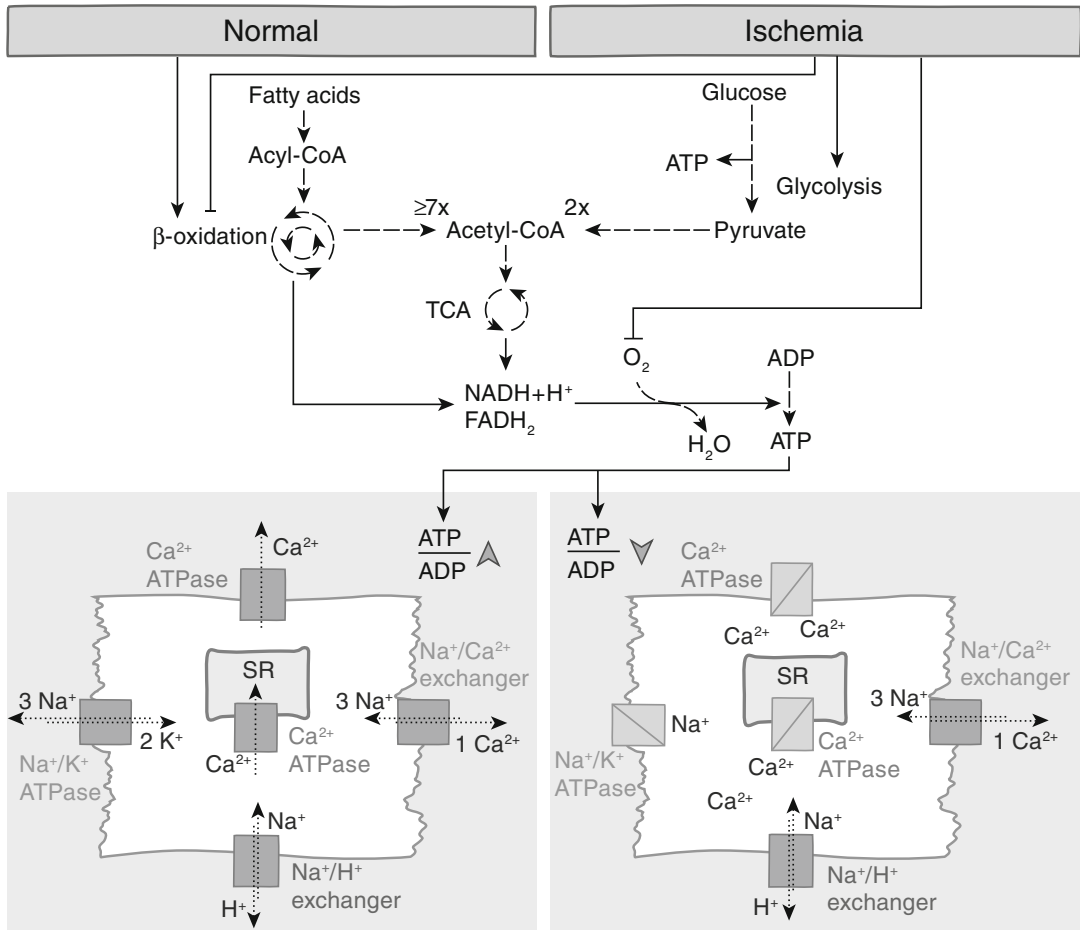 Normal
Ischemia
Fatty acids
Glucose
Acyl-CoA
ATP
Glycolysis
≥7x
2x
β-oxidation
Acetyl-CoA
Pyruvate
TCA
O₂
ADP
NADH+H⁺
FADH₂
H₂O
ATP
Ca²⁺
ATPase
Ca²⁺
ATP
ADP
SR
Na⁺/Ca²⁺
exchanger
3 Na⁺
2 K⁺
3 Na⁺
1 Ca²⁺
Na⁺/K⁺
ATPase
Ca²⁺
Ca²⁺
ATPase
Na⁺
Na⁺/H⁺
exchanger
H⁺
ATP
ADP
Ca²⁺
ATPase
Ca²⁺
Ca²⁺
SR
Na⁺/Ca²⁺
exchanger
Na⁺
3 Na⁺
1 Ca²⁺
Na⁺/K⁺
ATPase
Ca²⁺
Ca²⁺
ATPase
Ca²⁺
Na⁺
Na⁺/H⁺
exchanger
H⁺